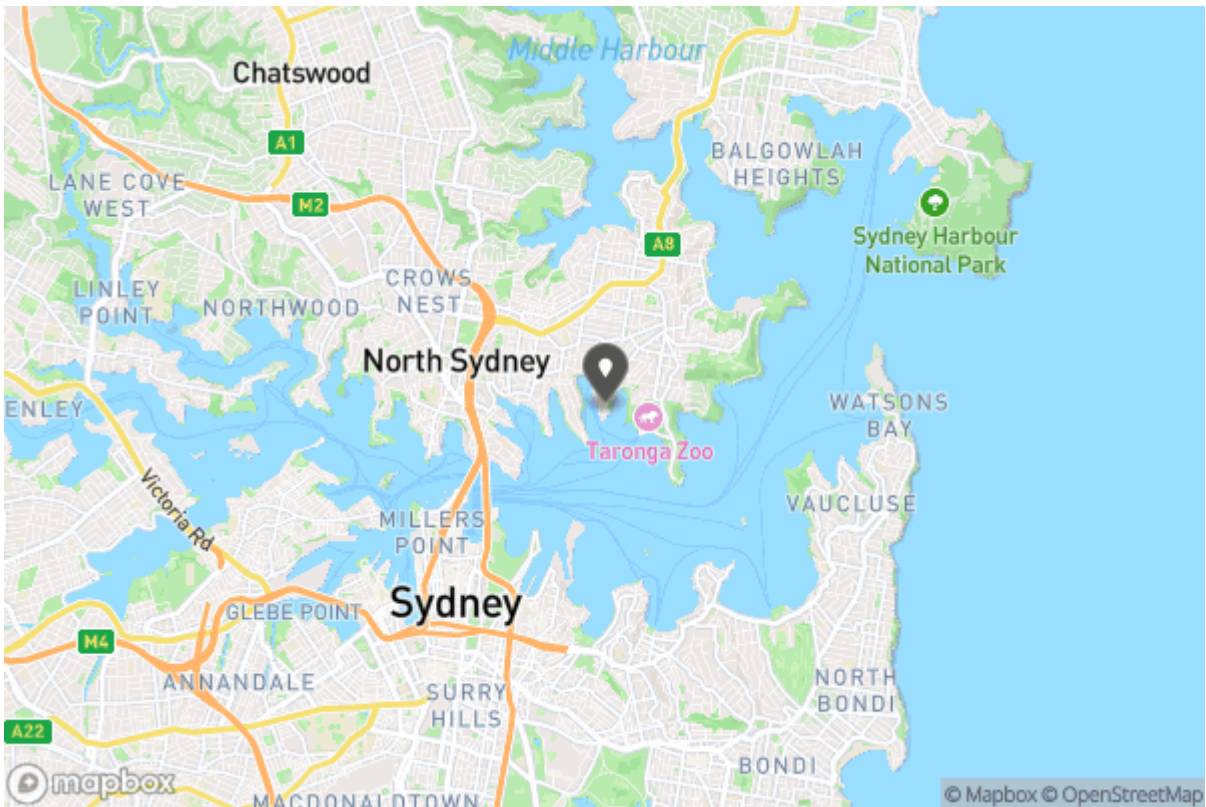 Middle Harbour
Chatswood
A1
BALGOWLAH
HEIGHTS
LANE COVE
WEST
M2
A8
Sydney Harbour
National Park
CROWS
NEST
LINLEY
POINT
NORTHWOOD
North Sydney
ENLEY
WATSONS
BAY
Taronga Zoo
Victoria Rd
VAUCLUSE
MILLERS
POINT
Sydney
GLEBE POINT
M4
ANNANDALE
SURRY
HILLS
NORTH
BONDI
A22
BONDI
mapbox
MACDONALDTOWN
© Mapbox © OpenStreetMap